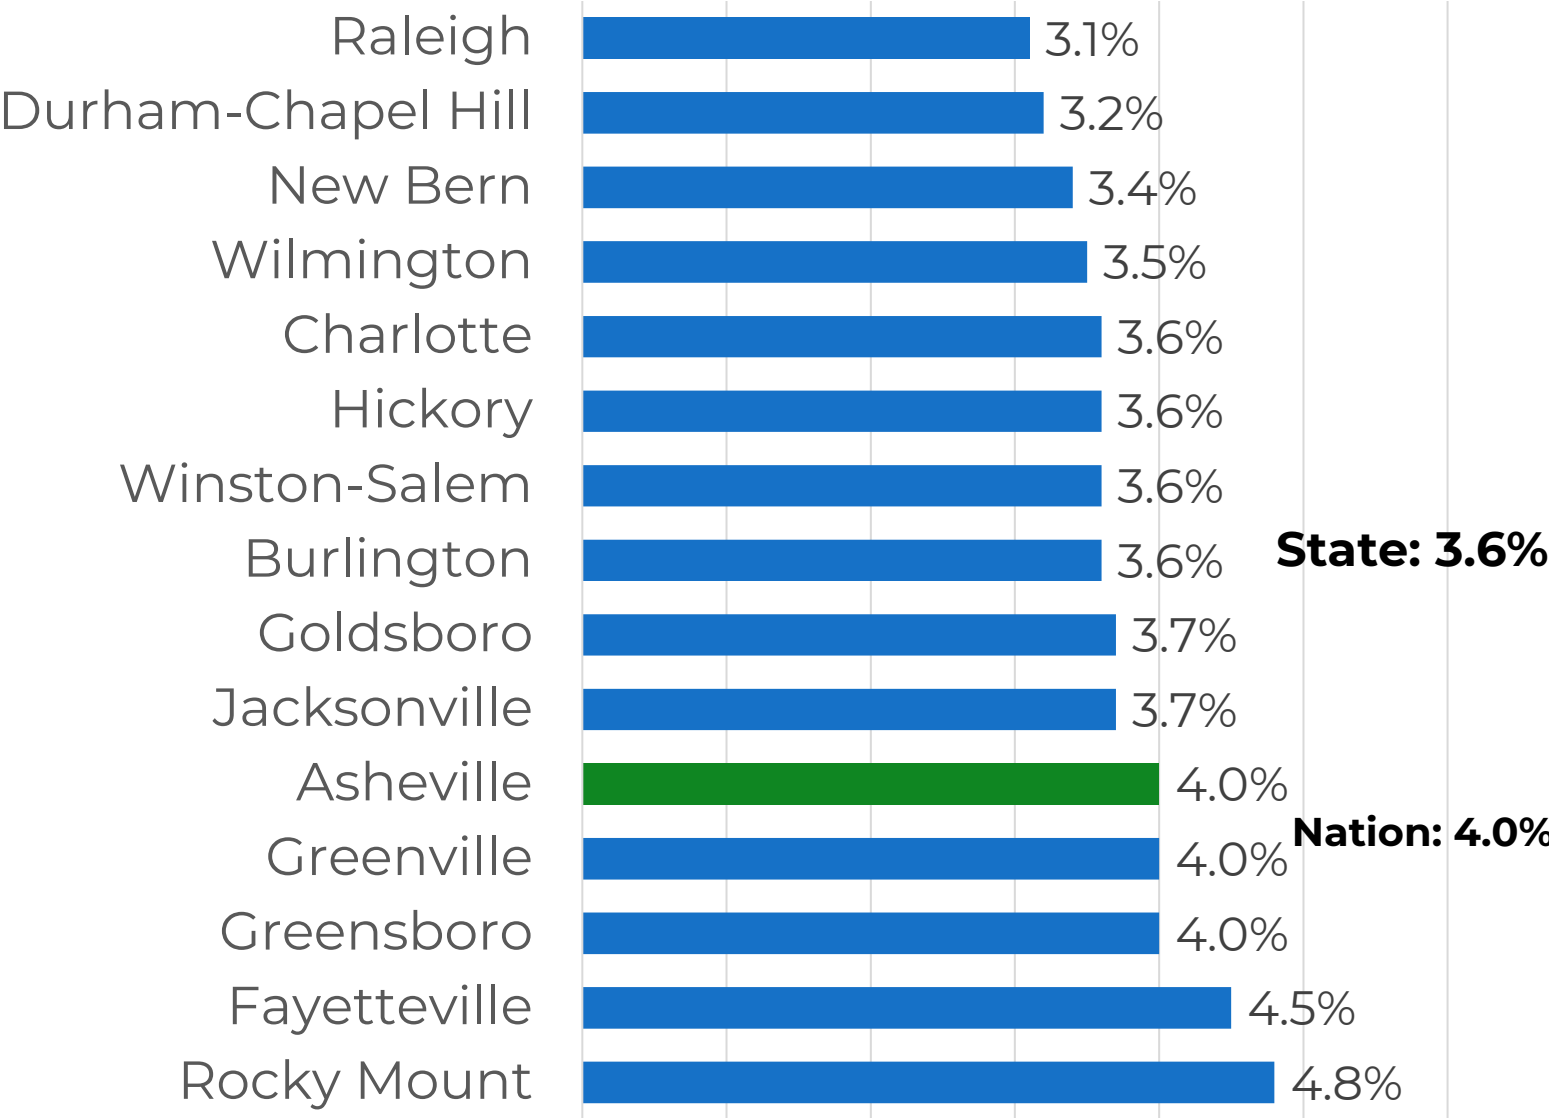 Raleigh 3.1%
Durham-Chapel Hill 3.2%
New Bern 3.4%
Wilmington 3.5%
Charlotte 3.6%
Hickory 3.6%
Winston-Salem 3.6%
Burlington 3.6% State: 3.6%
Goldsboro 3.7%
Jacksonville 3.7%
Asheville 4.0%
Nation: 4.0%
Greenville 4.0%
Greensboro 4.0%
Fayetteville 4.5%
Rocky Mount 4.8%